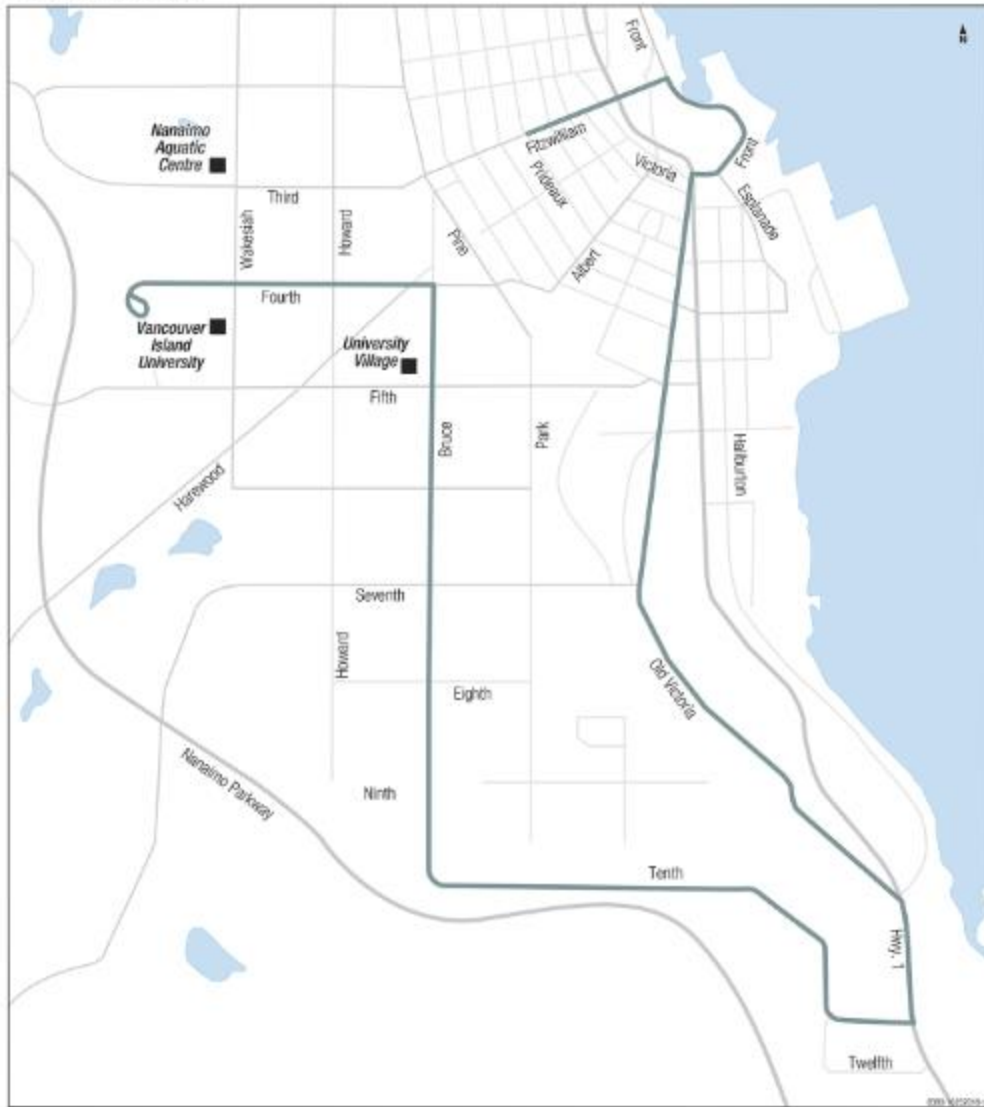 Front
N
Nanaimo
Aquatic
Centre
Fitzwilliam
Victoria
Front
Prideaux
Esplanade
Third
Wakesiah
Howard
Pine
Albert
Fourth
Vancouver
Island
University
University
Village
Fifth
Bruce
Park
Haliburton
Harewood
Seventh
Howard
Old Victoria
Eighth
Nanaimo Parkway
Ninth
Tenth
Hwy. 1
Twelfth